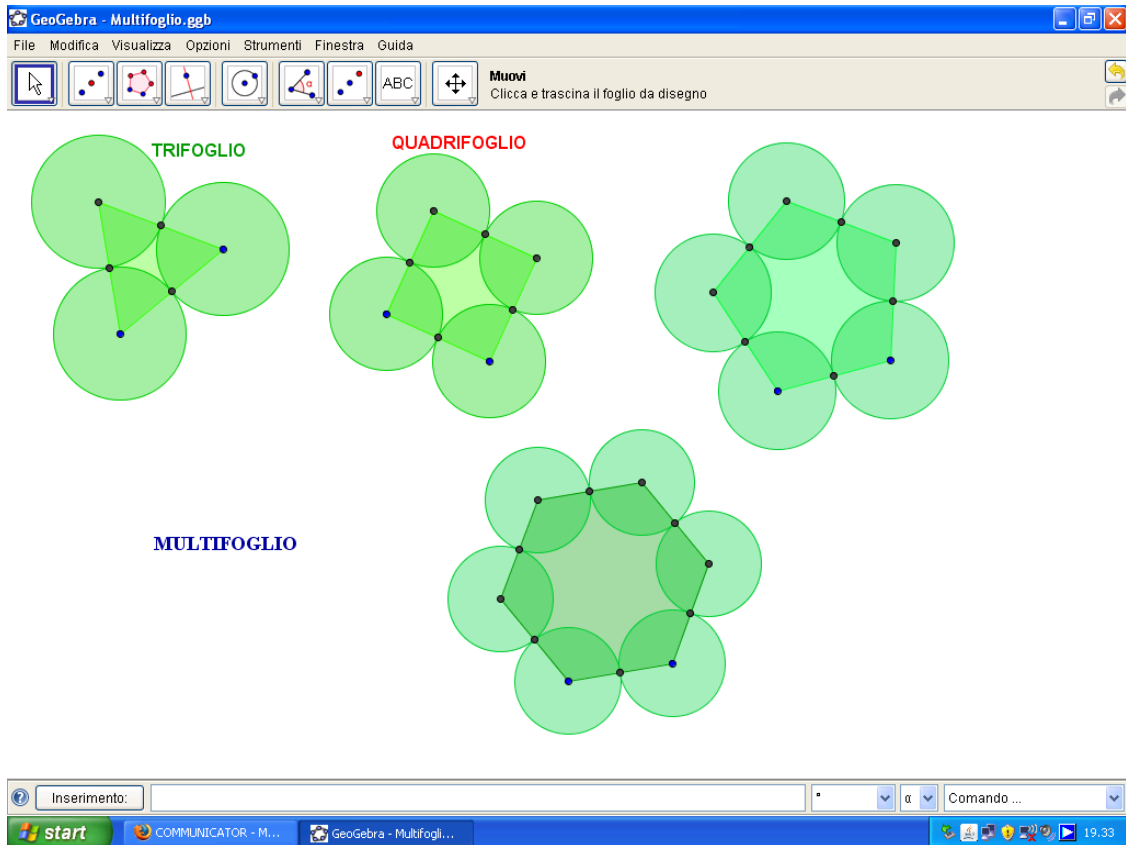 GeoGebra - Multifoglio.ggb
File Modifica Visualizza Opzioni Strumenti Finestra Guida
ABC
α
Muovi
Clicca e trascina il foglio da disegno
TRIFOGLIO
QUADRIFOGLIO
MULTIFOGLIO
Inserimento:
α
Comando ...
start
COMMUNICATOR - M...
GeoGebra - Multifogli...
19.33